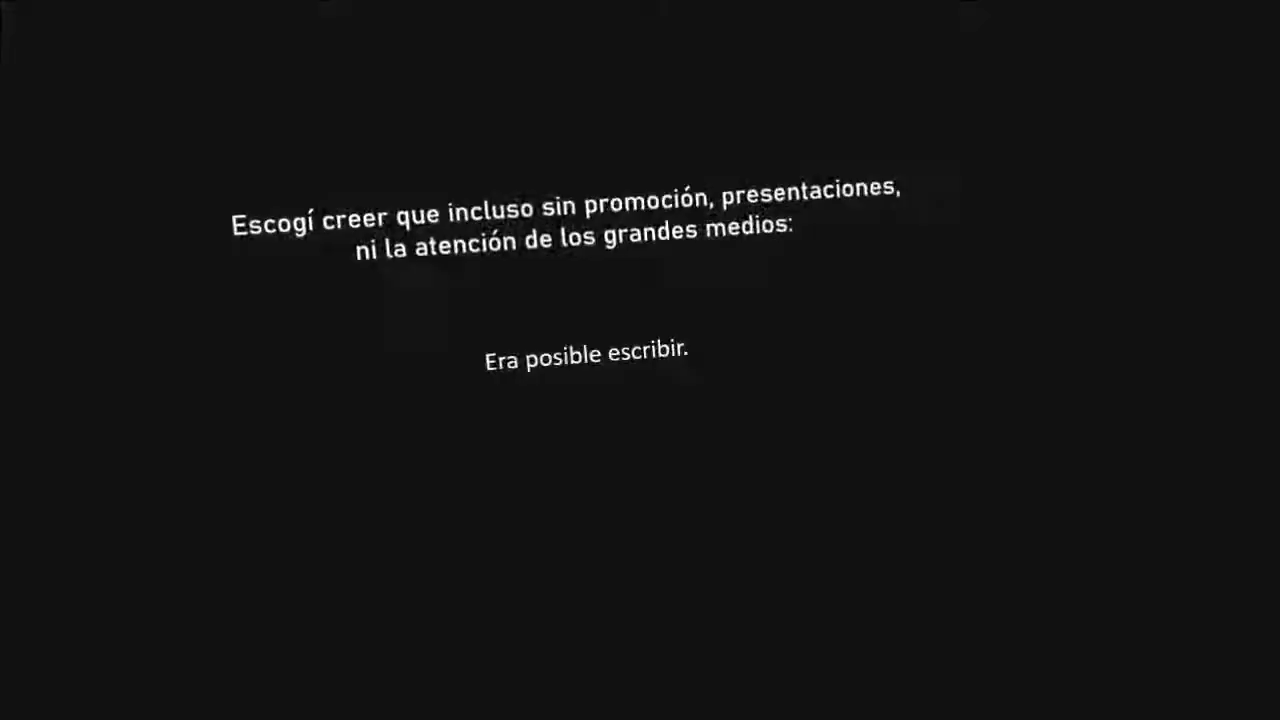 Escogí creer que incluso sin promoción, presentaciones,
ni la atención de los grandes medios:
Era posible escribir.